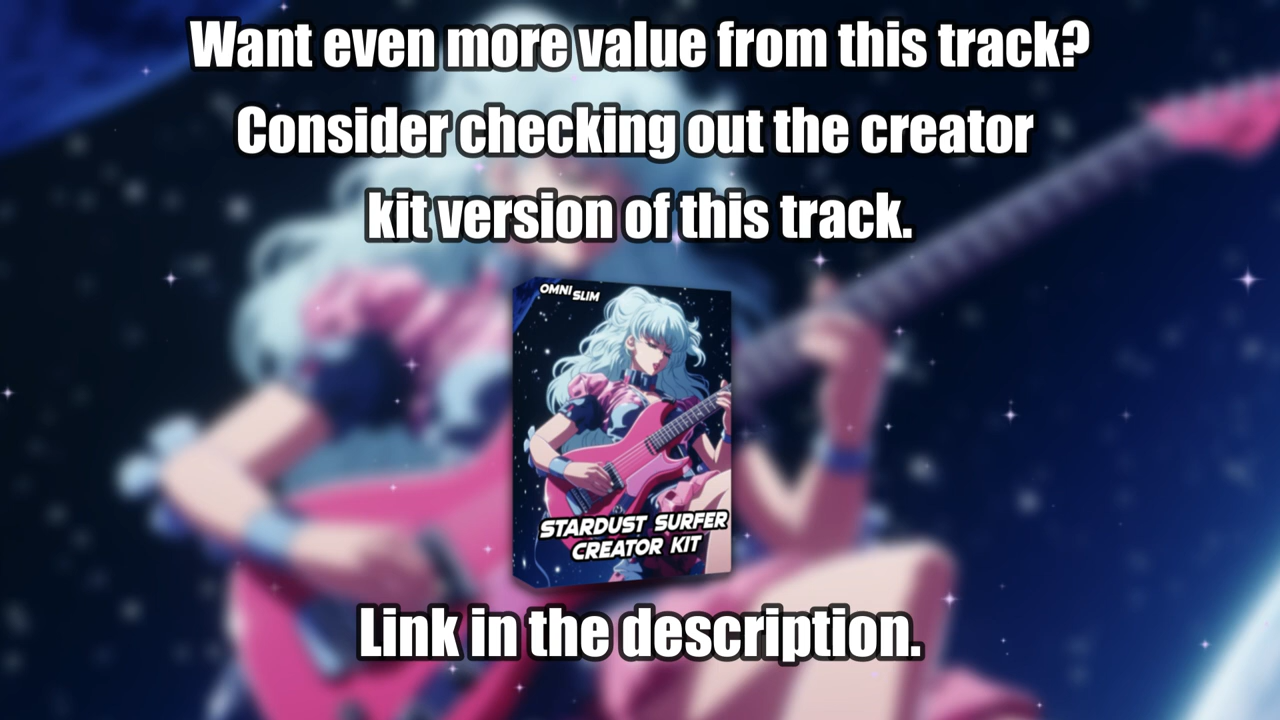 Want even more value from this track?
Consider checking out the creator
kit version of this track.
OMNI
SLIM
STARDUST SURFER
CREATOR KIT
Link in the description.